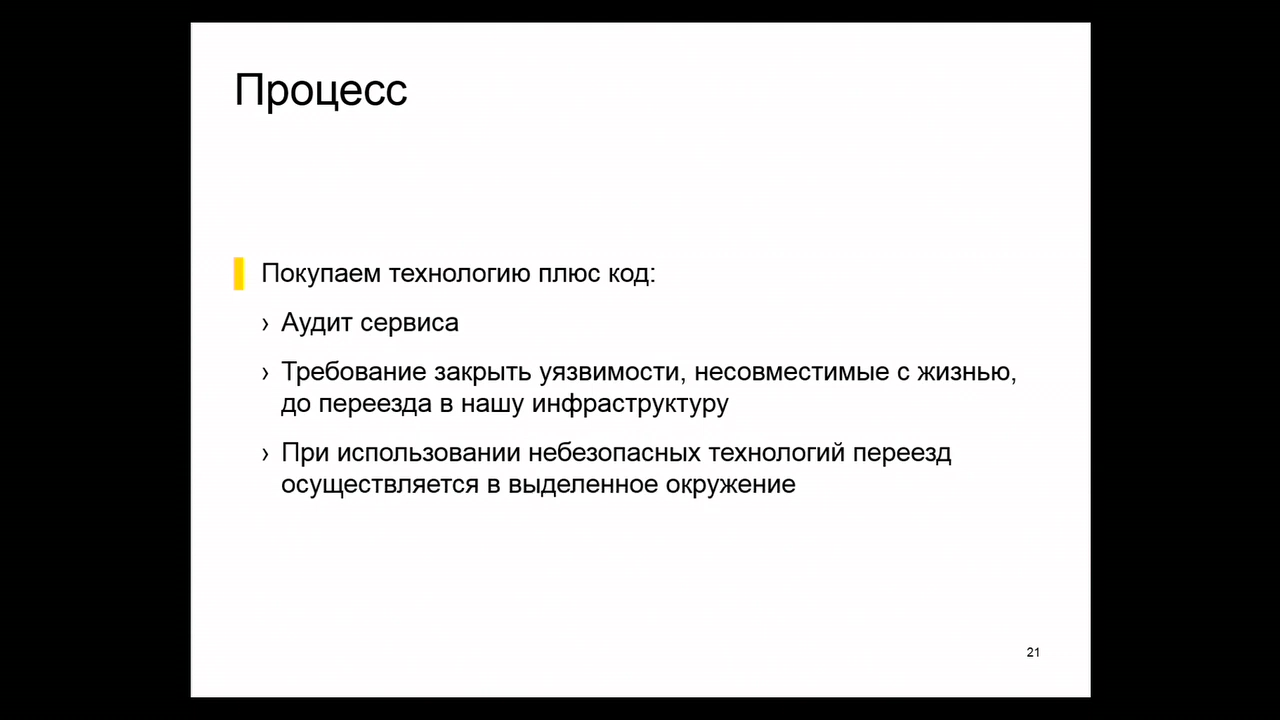 Процесс
Покупаем технологию плюс код:
› Аудит сервиса
› Требование закрыть уязвимости, несовместимые с жизнью,
до переезда в нашу инфраструктуру
› При использовании небезопасных технологий переезд
осуществляется в выделенное окружение
21